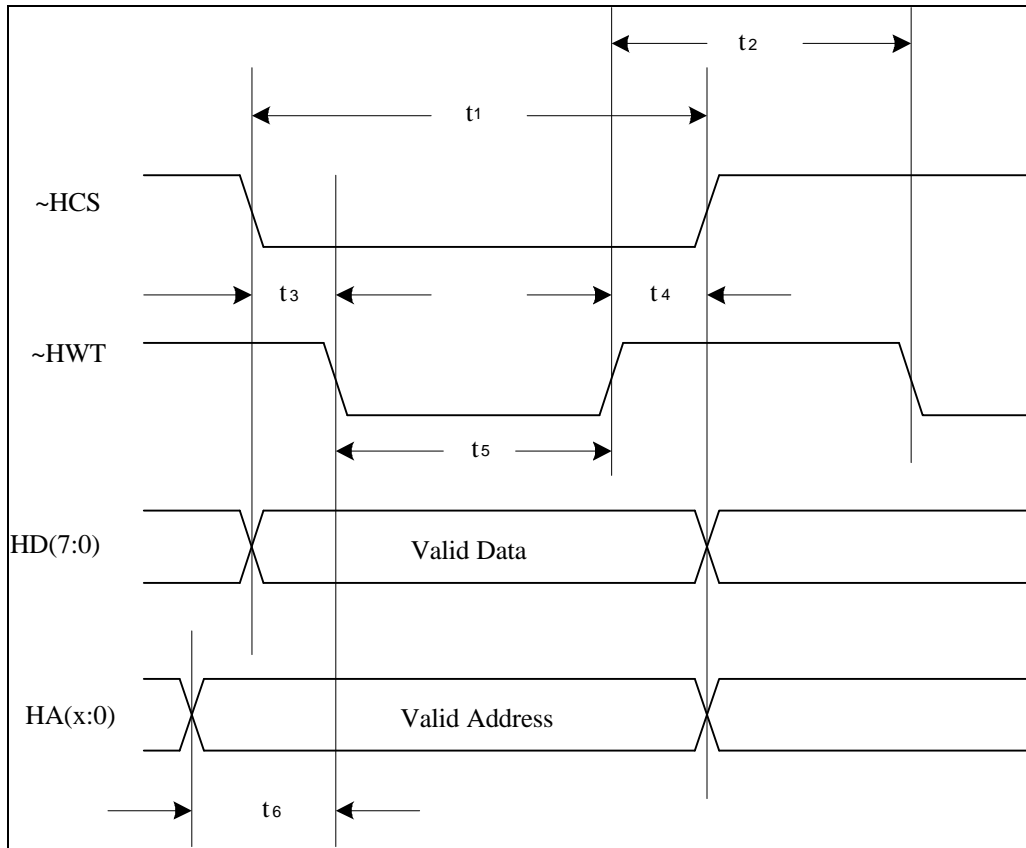 t2
t1
~HCS
t3
t4
~HWT
t5
HD(7:0)
Valid Data
HA(x:0)
Valid Address
t6